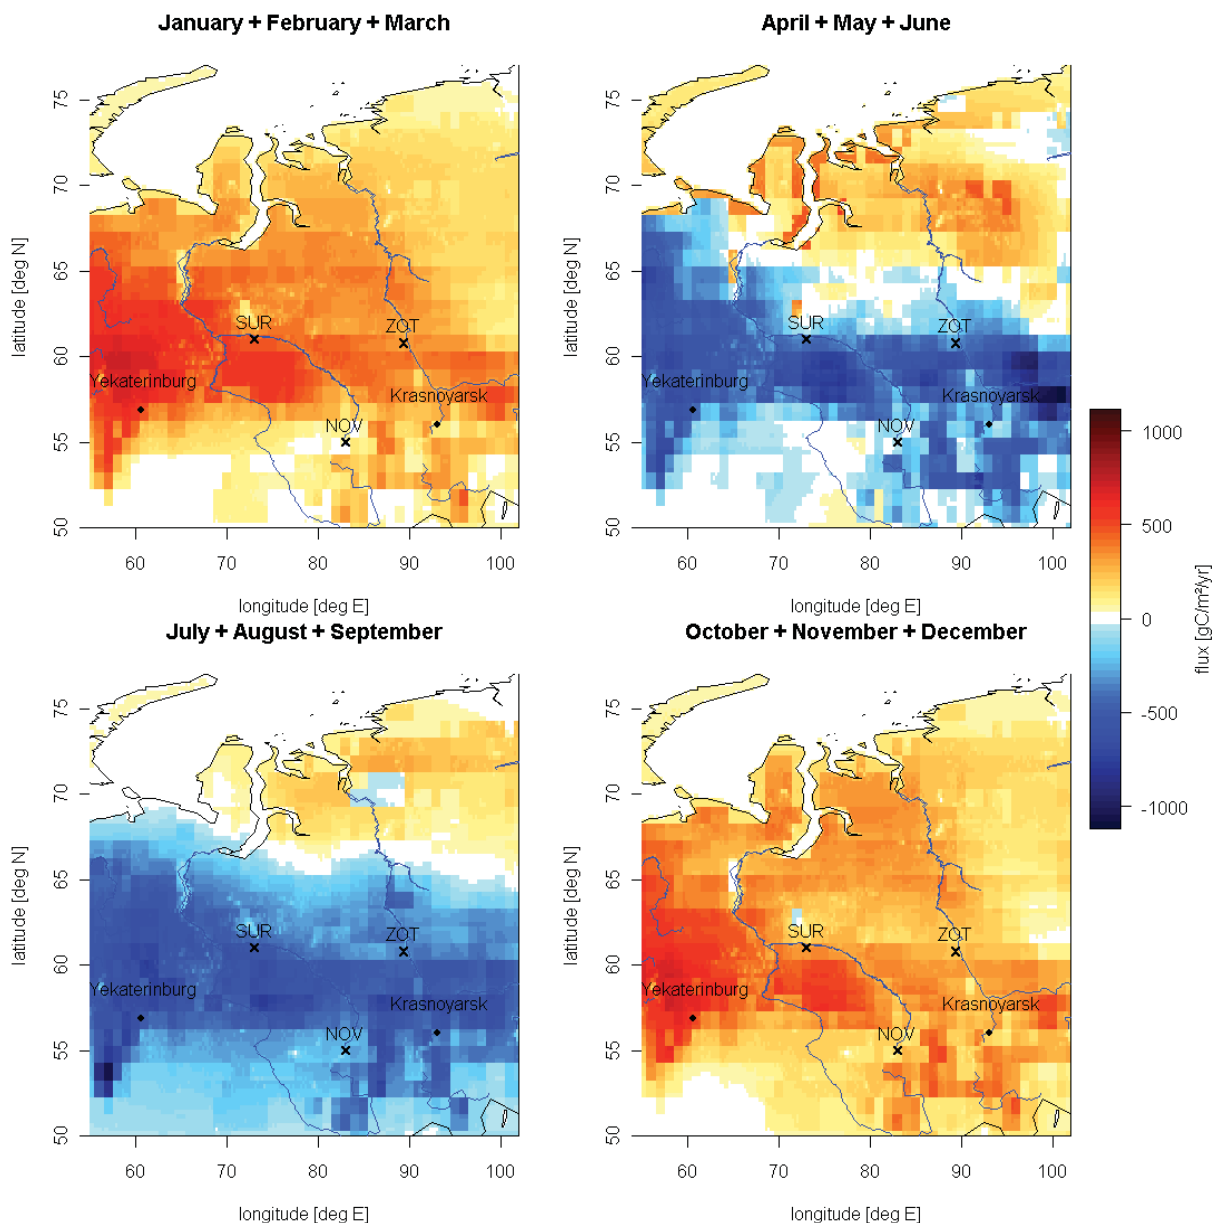 January + February + March
April + May + June
75
70
65
60
55
50
latitude [deg N]
SUR
ZOT
Yekaterinburg
Krasnoyarsk
NOV
60
70
80
90
100
longitude [deg E]
75
70
65
60
55
50
latitude [deg N]
SUR
ZOT
Yekaterinburg
Krasnoyarsk
NOV
60
70
80
90
100
longitude [deg E]
1000
500
0
-500
-1000
flux [gC/m²/yr]
July + August + September
October + November + December
75
70
65
60
55
50
latitude [deg N]
SUR
ZOT
Yekaterinburg
Krasnoyarsk
NOV
60
70
80
90
100
longitude [deg E]
75
70
65
60
55
50
latitude [deg N]
SUR
ZOT
Yekaterinburg
Krasnoyarsk
NOV
60
70
80
90
100
longitude [deg E]